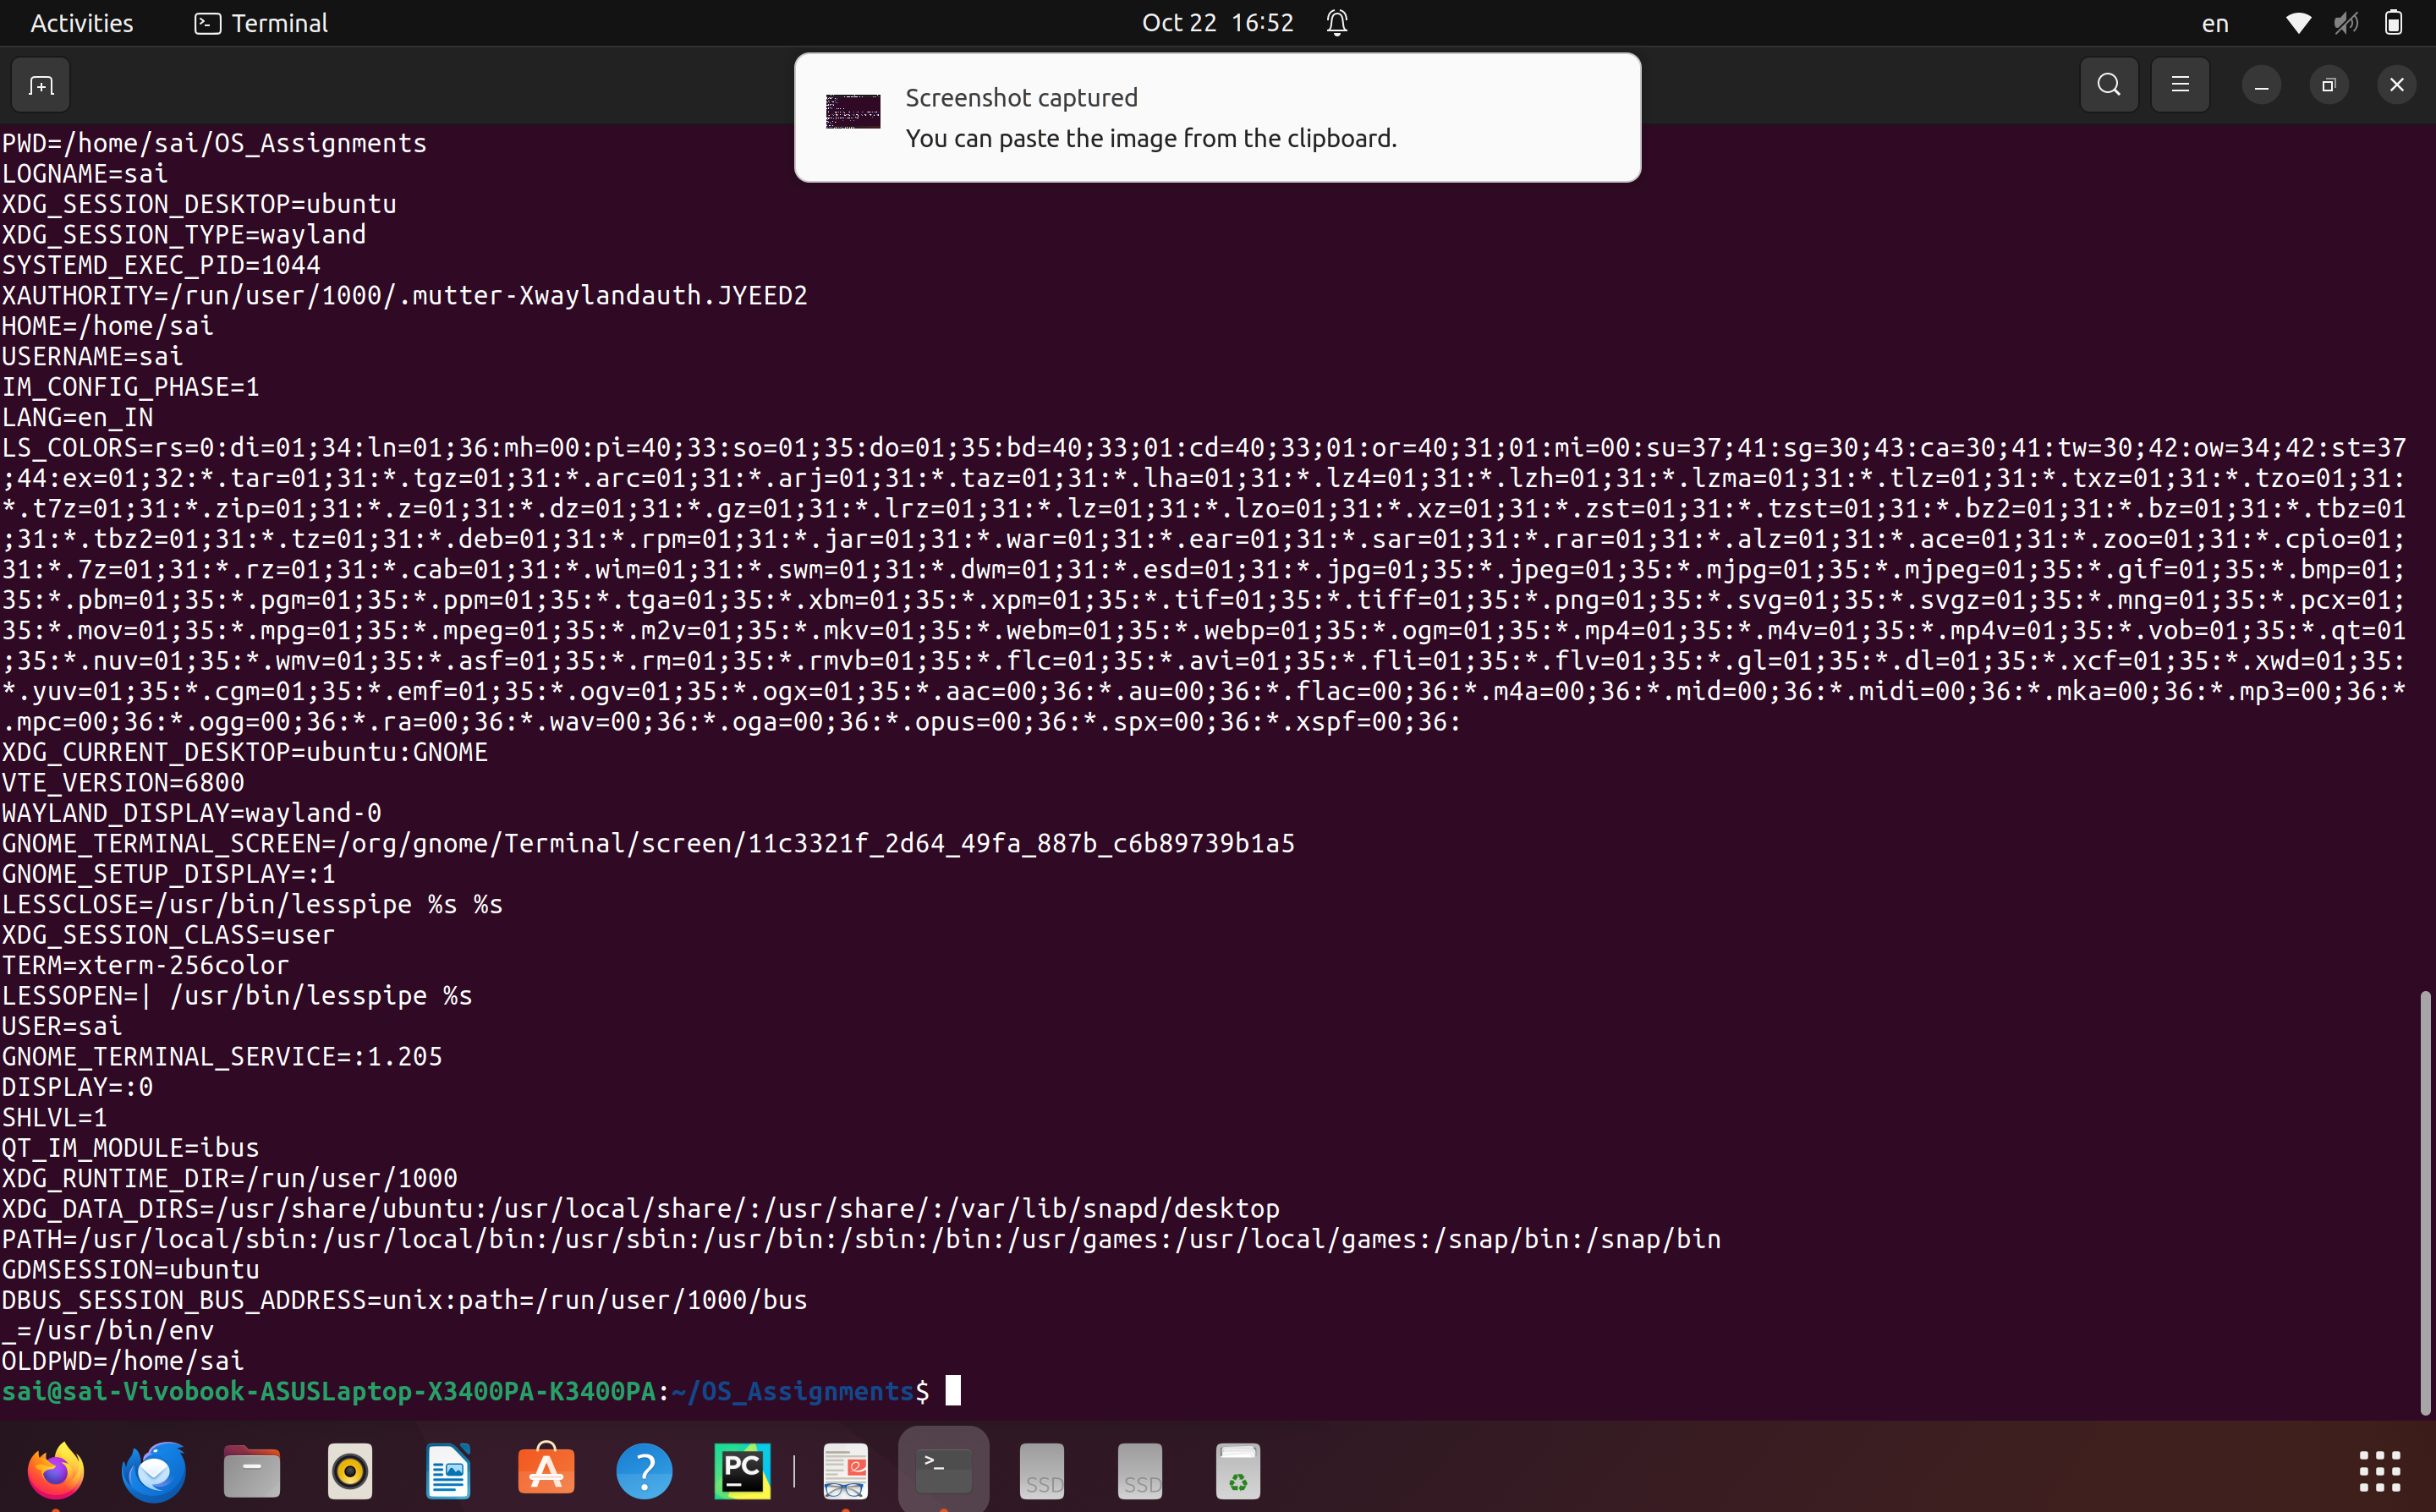 Activities
Terminal
Oct 22 16:52
en
Screenshot captured
You can paste the image from the clipboard.
PWD=/home/sai/OS_Assignments
LOGNAME=sai
XDG_SESSION_DESKTOP=ubuntu
XDG_SESSION_TYPE=wayland
SYSTEMD_EXEC_PID=1044
XAUTHORITY=/run/user/1000/.mutter-Xwaylandauth.JYEED2
HOME=/home/sai
USERNAME=sai
IM_CONFIG_PHASE=1
LANG=en_IN
LS_COLORS=rs=0:di=01;34:ln=01;36:mh=00:pi=40;33:so=01;35:do=01;35:bd=40;33;01:cd=40;33;01:or=40;31;01:mi=00:su=37;41:sg=30;43:ca=30;41:tw=30;42:ow=34;42:st=37
;44:ex=01;32:*.tar=01;31:*.tgz=01;31:*.arc=01;31:*.arj=01;31:*.taz=01;31:*.lha=01;31:*.lz4=01;31:*.lzh=01;31:*.lzma=01;31:*.tlz=01;31:*.txz=01;31:*.tzo=01;31:
*.t7z=01;31:*.zip=01;31:*.z=01;31:*.dz=01;31:*.gz=01;31:*.lrz=01;31:*.lz=01;31:*.lzo=01;31:*.xz=01;31:*.zst=01;31:*.tzst=01;31:*.bz2=01;31:*.bz=01;31:*.tbz=01
;31:*.tbz2=01;31:*.tz=01;31:*.deb=01;31:*.rpm=01;31:*.jar=01;31:*.war=01;31:*.ear=01;31:*.sar=01;31:*.rar=01;31:*.alz=01;31:*.ace=01;31:*.zoo=01;31:*.cpio=01;
31:*.7z=01;31:*.rz=01;31:*.cab=01;31:*.wim=01;31:*.swm=01;31:*.dwm=01;31:*.esd=01;31:*.jpg=01;35:*.jpeg=01;35:*.mjpg=01;35:*.mjpeg=01;35:*.gif=01;35:*.bmp=01;
35:*.pbm=01;35:*.pgm=01;35:*.ppm=01;35:*.tga=01;35:*.xbm=01;35:*.xpm=01;35:*.tif=01;35:*.tiff=01;35:*.png=01;35:*.svg=01;35:*.svgz=01;35:*.mng=01;35:*.pcx=01;
35:*.mov=01;35:*.mpg=01;35:*.mpeg=01;35:*.m2v=01;35:*.mkv=01;35:*.webm=01;35:*.webp=01;35:*.ogm=01;35:*.mp4=01;35:*.m4v=01;35:*.mp4v=01;35:*.vob=01;35:*.qt=01
;35:*.nuv=01;35:*.wmv=01;35:*.asf=01;35:*.rm=01;35:*.rmvb=01;35:*.flc=01;35:*.avi=01;35:*.fli=01;35:*.flv=01;35:*.gl=01;35:*.dl=01;35:*.xcf=01;35:*.xwd=01;35:
*.yuv=01;35:*.cgm=01;35:*.emf=01;35:*.ogv=01;35:*.ogx=01;35:*.aac=00;36:*.au=00;36:*.flac=00;36:*.m4a=00;36:*.mid=00;36:*.midi=00;36:*.mka=00;36:*.mp3=00;36:*
.mpc=00;36:*.ogg=00;36:*.ra=00;36:*.wav=00;36:*.oga=00;36:*.opus=00;36:*.spx=00;36:*.xspf=00;36:
XDG_CURRENT_DESKTOP=ubuntu:GNOME
VTE_VERSION=6800
WAYLAND_DISPLAY=wayland-0
GNOME_TERMINAL_SCREEN=/org/gnome/Terminal/screen/11c3321f_2d64_49fa_887b_c6b89739b1a5
GNOME_SETUP_DISPLAY=:1
LESSCLOSE=/usr/bin/lesspipe %s %s
XDG_SESSION_CLASS=user
TERM=xterm-256color
LESSOPEN=| /usr/bin/lesspipe %s
USER=sai
GNOME_TERMINAL_SERVICE=:1.205
DISPLAY=:0
SHLVL=1
QT_IM_MODULE=ibus
XDG_RUNTIME_DIR=/run/user/1000
XDG_DATA_DIRS=/usr/share/ubuntu:/usr/local/share/:/usr/share/:/var/lib/snapd/desktop
PATH=/usr/local/sbin:/usr/local/bin:/usr/sbin:/usr/bin:/sbin:/bin:/usr/games:/usr/local/games:/snap/bin:/snap/bin
GDMSESSION=ubuntu
DBUS_SESSION_BUS_ADDRESS=unix:path=/run/user/1000/bus
_=/usr/bin/env
OLDPWD=/home/sai
sai@sai-Vivobook-ASUSLaptop-X3400PA-K3400PA:~/OS_Assignments$
PC
SSD
SSD